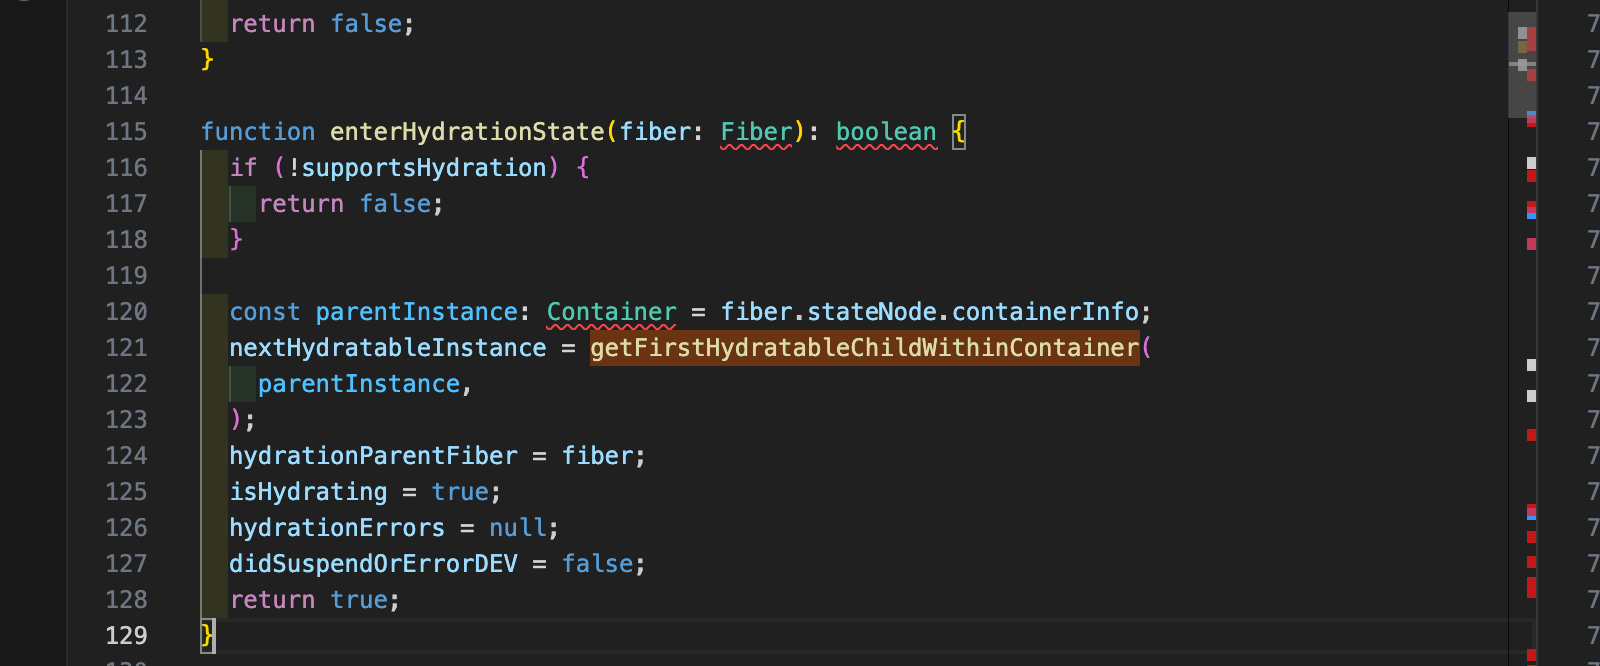 112 return false;
113 }
114
115 function enterHydrationState(fiber: Fiber): boolean {
116 if (!supportsHydration) {
117 return false;
118 }
119
120 const parentInstance: Container = fiber.stateNode.containerInfo;
121 nextHydratableInstance = getFirstHydratableChildWithinContainer(
122 parentInstance,
123 );
124 hydrationParentFiber = fiber;
125 isHydrating = true;
126 hydrationErrors = null;
127 didSuspendOrErrorDEV = false;
128 return true;
129 }